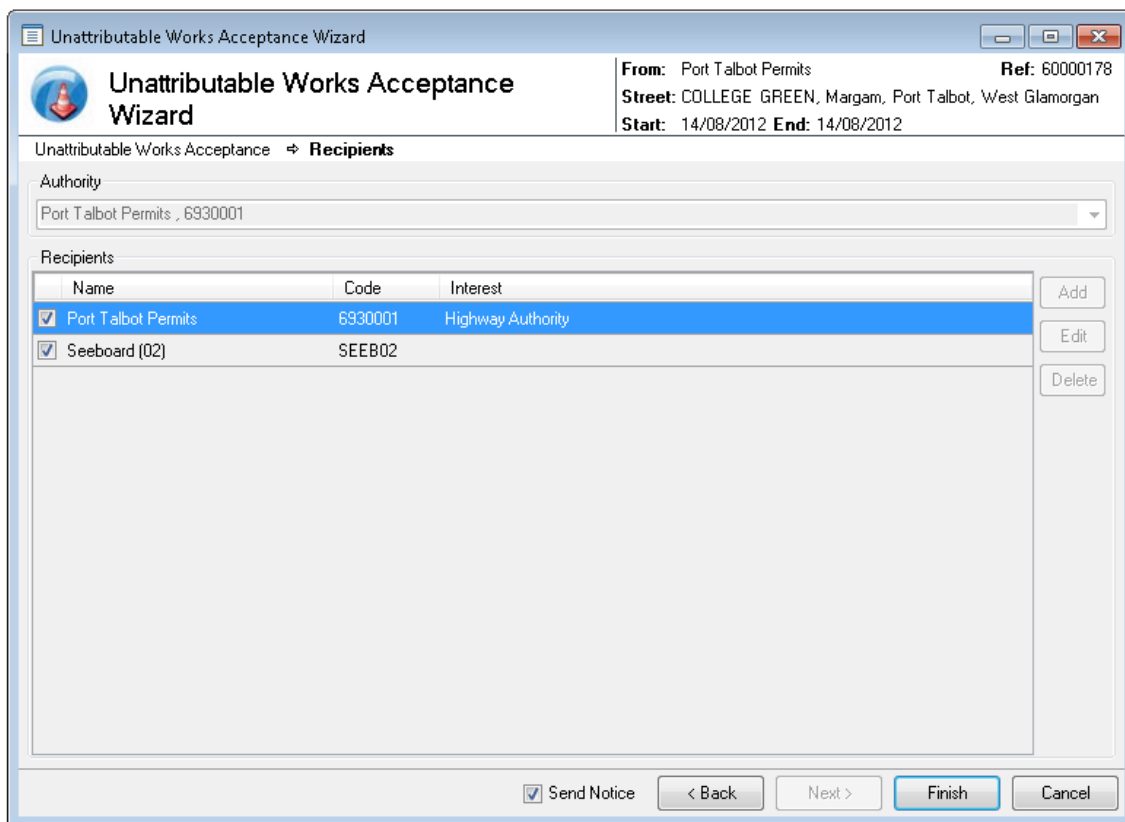 Unattributable Works Acceptance Wizard
Unattributable Works Acceptance
Wizard
From: Port Talbot Permits Ref: 60000178
Street: COLLEGE GREEN, Margam, Port Talbot, West Glamorgan
Start: 14/08/2012 End: 14/08/2012
Unattributable Works Acceptance ⇨ Recipients
Authority
Port Talbot Permits , 6930001
Recipients
Name Code Interest
Port Talbot Permits 6930001 Highway Authority
Seeboard (02) SEEB02
Add
Edit
Delete
Send Notice < Back Next > Finish Cancel